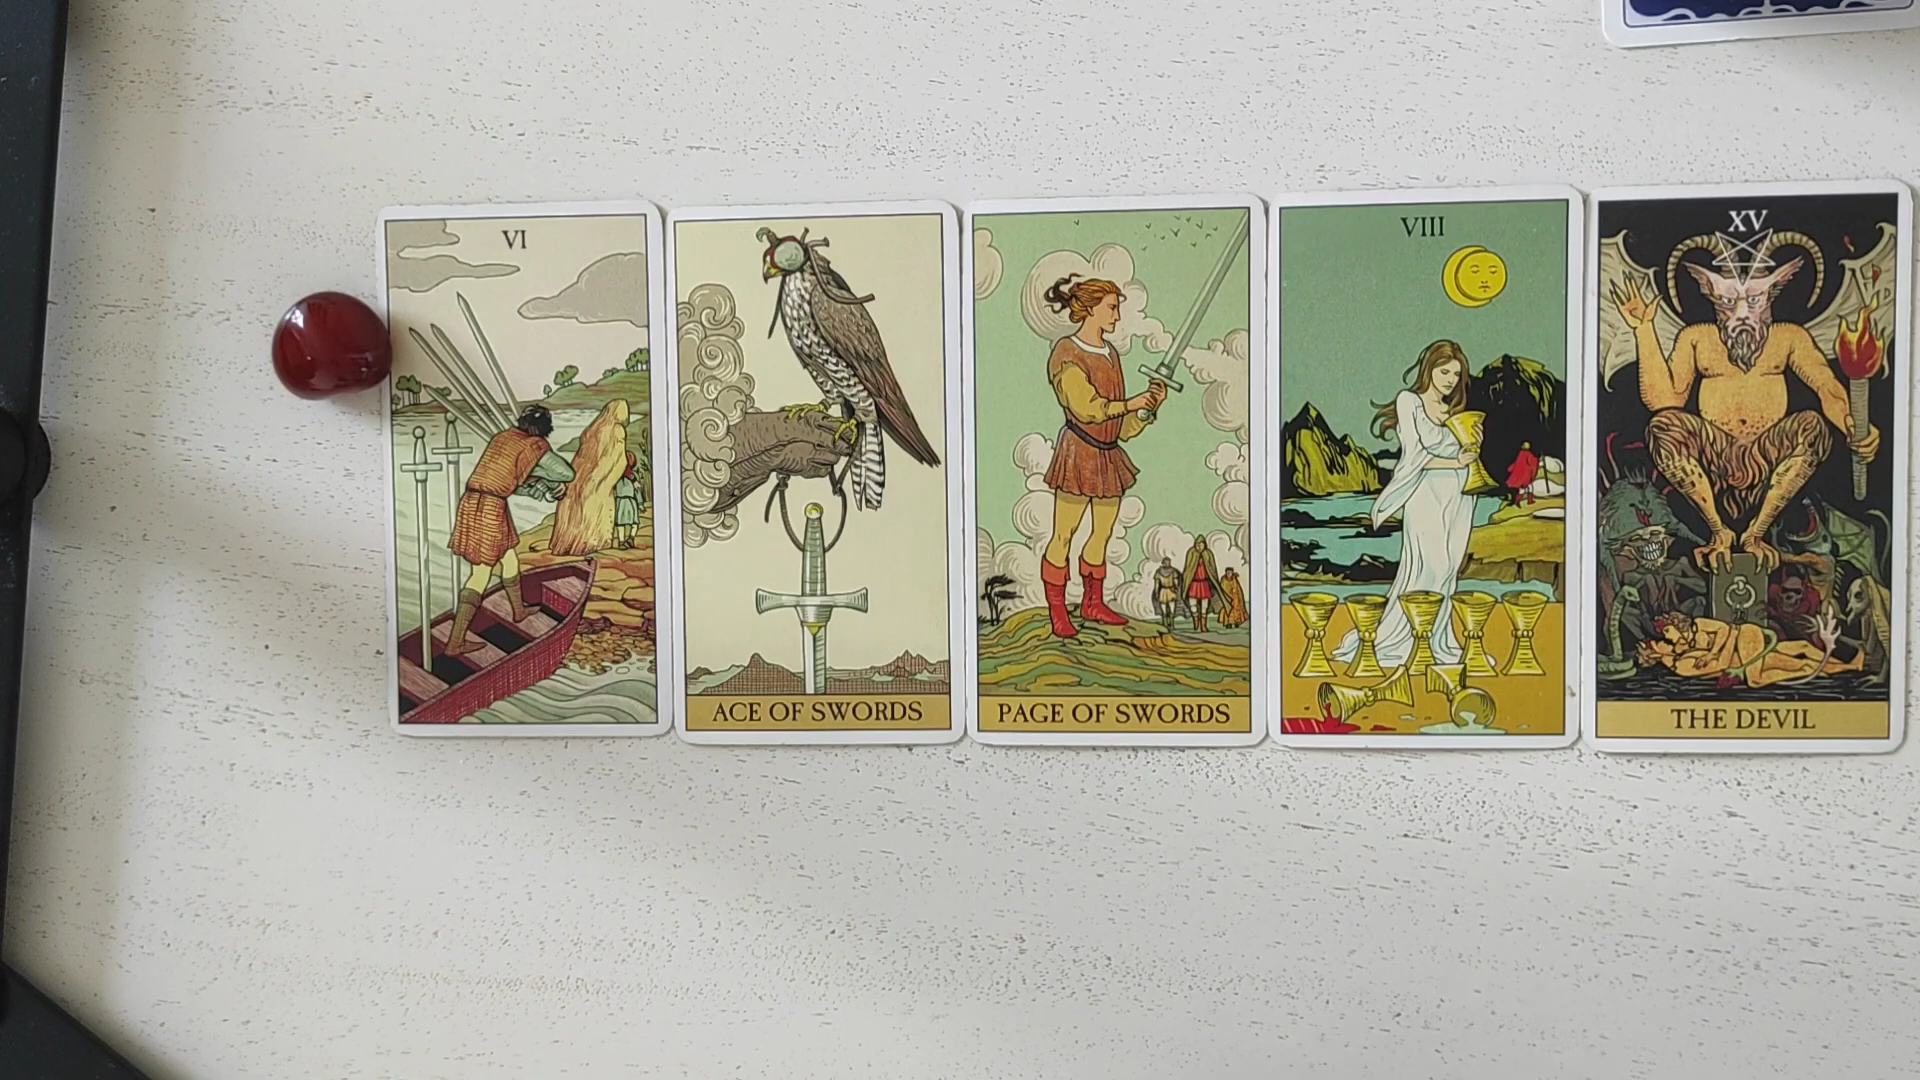 VI
ACE OF SWORDS
PAGE OF SWORDS
VIII
XV
THE DEVIL